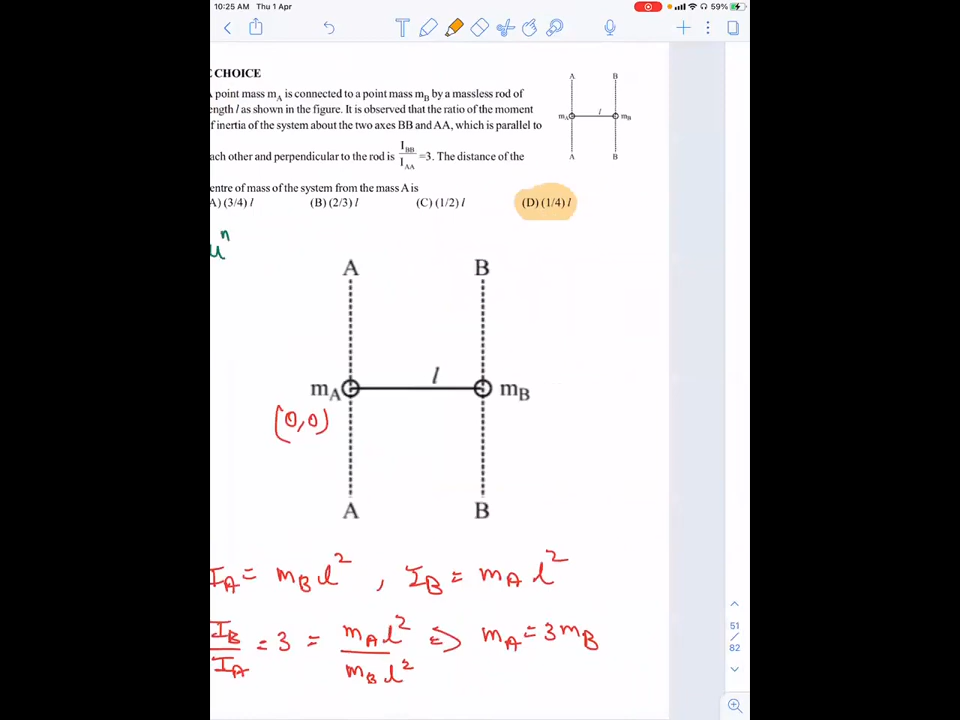 10:25 AM Thu 1 Apr 59%
CHOICE
point mass mA is connected to a point mass mB by a massless rod of
ength l as shown in the figure. It is observed that the ratio of the moment
f inertia of the system about the two axes BB and AA, which is parallel to
ach other and perpendicular to the rod is IBB/IAA =3. The distance of the
entre of mass of the system from the mass A is
A) (3/4) l (B) (2/3) l (C) (1/2) l (D) (1/4) l
A B
mA l mB
A B
A B
l
mA mB
(0,0)
A B
IA = mB l², IB = mA l²
IB/IA = 3 = mA l²/mB l² => mA = 3mB
51
/
82